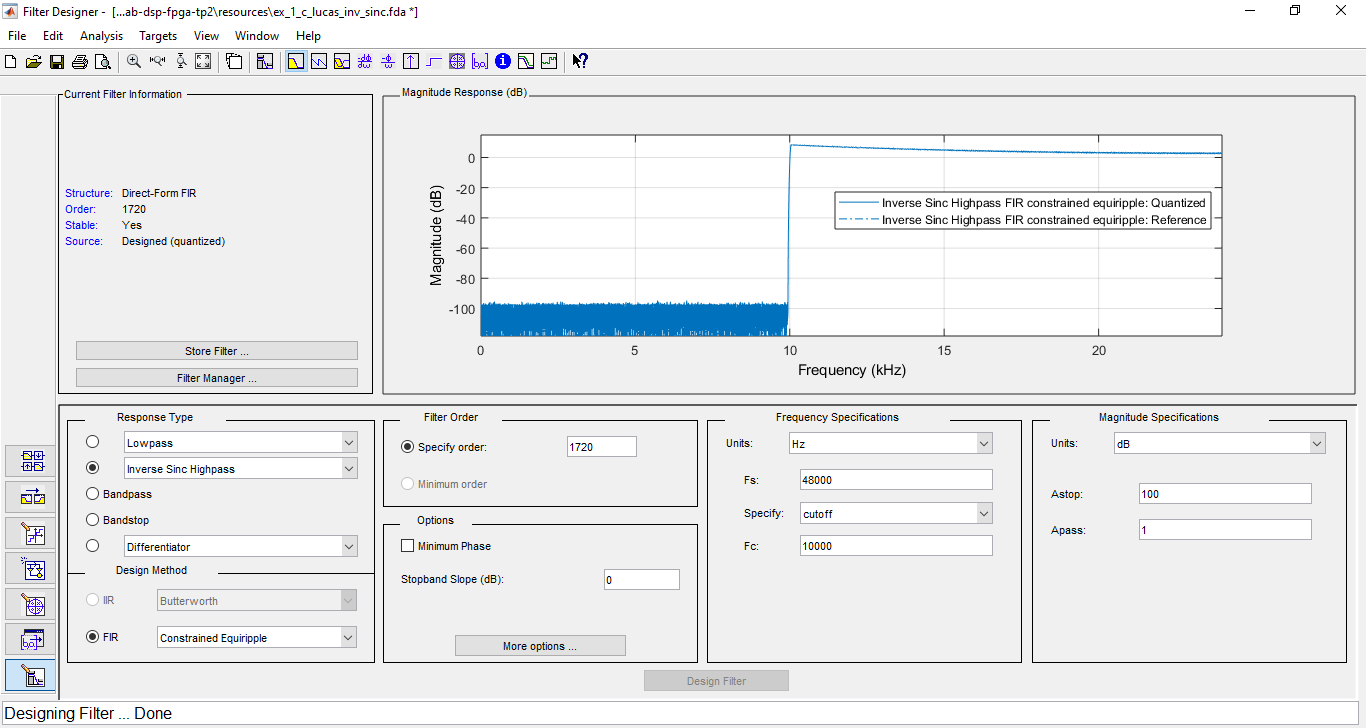 Filter Designer - [...ab-dsp-fpga-tp2\resources\ex_1_c_lucas_inv_sinc.fda *]
File Edit Analysis Targets View Window Help
Current Filter Information
Structure: Direct-Form FIR
Order: 1720
Stable: Yes
Source: Designed (quantized)
Store Filter ...
Filter Manager ...
Magnitude Response (dB)
Magnitude (dB)
0
-20
-40
-60
-80
-100
Inverse Sinc Highpass FIR constrained equiripple: Quantized
Inverse Sinc Highpass FIR constrained equiripple: Reference
0 5 10 15 20
Frequency (kHz)
Response Type
Lowpass
Inverse Sinc Highpass
Bandpass
Bandstop
Differentiator
Design Method
IIR Butterworth
FIR Constrained Equiripple
Filter Order
Specify order: 1720
Minimum order
Options
Minimum Phase
Stopband Slope (dB): 0
More options ...
Frequency Specifications
Units: Hz
Fs: 48000
Specify: cutoff
Fc: 10000
Magnitude Specifications
Units: dB
Astop: 100
Apass: 1
Design Filter
Designing Filter ... Done